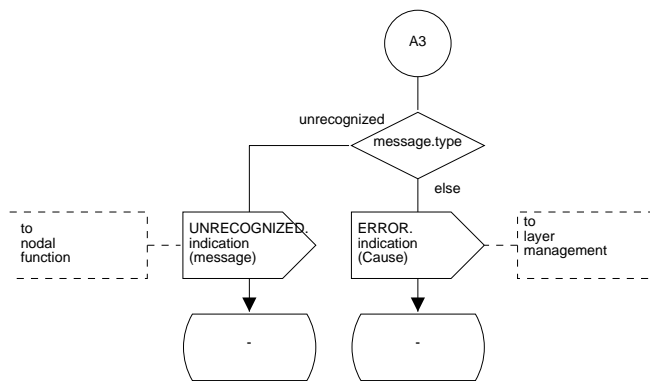 A3
unrecognized
message.type
else
to
nodal
function
UNRECOGNIZED.
indication
(message)
ERROR.
indication
(Cause)
to
layer
management
-
-